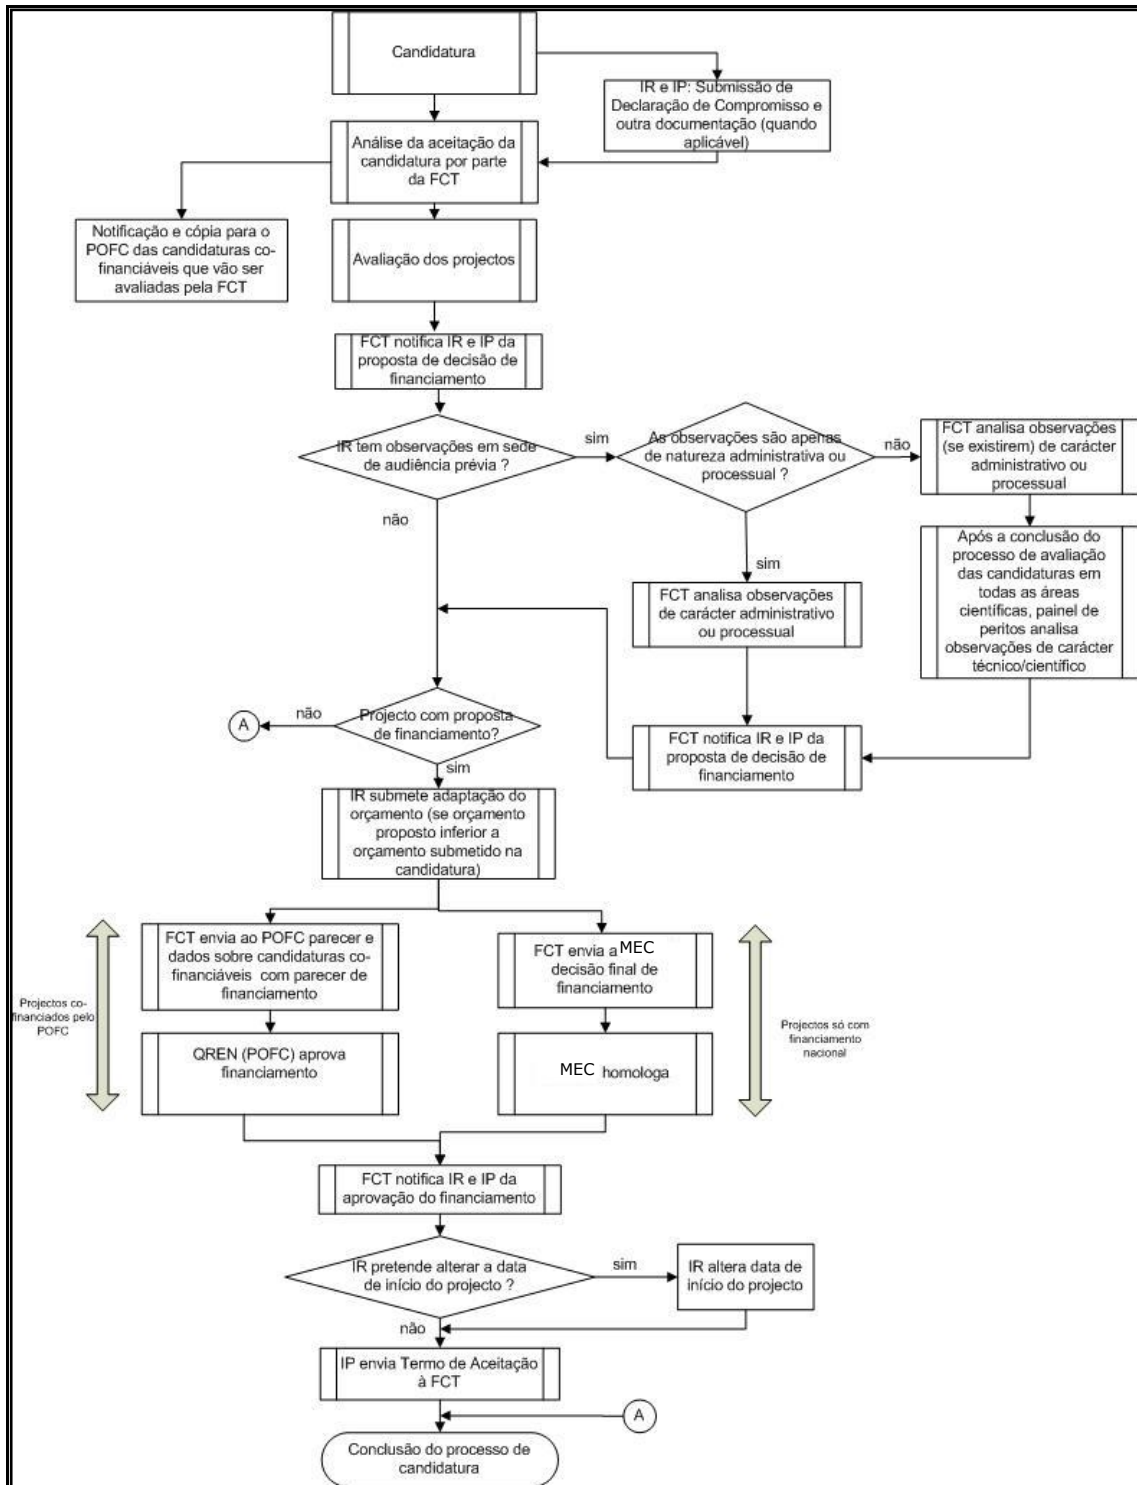 Candidatura
IR e IP: Submissão de
Declaração de Compromisso e
outra documentação (quando
aplicável)
Análise da aceitação da
candidatura por parte
da FCT
Notificação e cópia para o
POFC das candidaturas co-
financiáveis que vão ser
avaliadas pela FCT
Avaliação dos projectos
FCT notifica IR e IP da
proposta de decisão de
financiamento
IR tem observações em sede
de audiência prévia ?
sim
As observações são apenas
de natureza administrativa ou
processual ?
não
FCT analisa observações
(se existirem) de carácter
administrativo ou
processual
não
sim
Após a conclusão do
processo de avaliação
das candidaturas em
todas as áreas
científicas, painel de
peritos analisa
observações de carácter
técnico/científico
FCT analisa observações
de carácter administrativo
ou processual
FCT notifica IR e IP da
proposta de decisão de
financiamento
Projecto com proposta
de financiamento?
não
A
sim
IR submete adaptação do
orçamento (se orçamento
proposto inferior a
orçamento submetido na
candidatura)
Projectos co-
financiados pelo
POFC
FCT envia ao POFC parecer e
dados sobre candidaturas co-
financiáveis com parecer de
financiamento
FCT envia a MEC
decisão final de
financiamento
Projectos só com
financiamento
nacional
QREN (POFC) aprova
financiamento
MEC homologa
FCT notifica IR e IP da
aprovação do financiamento
IR pretende alterar a data
de início do projecto ?
sim
IR altera data de
início do projecto
não
IP envia Termo de Aceitação
à FCT
A
Conclusão do processo de
candidatura